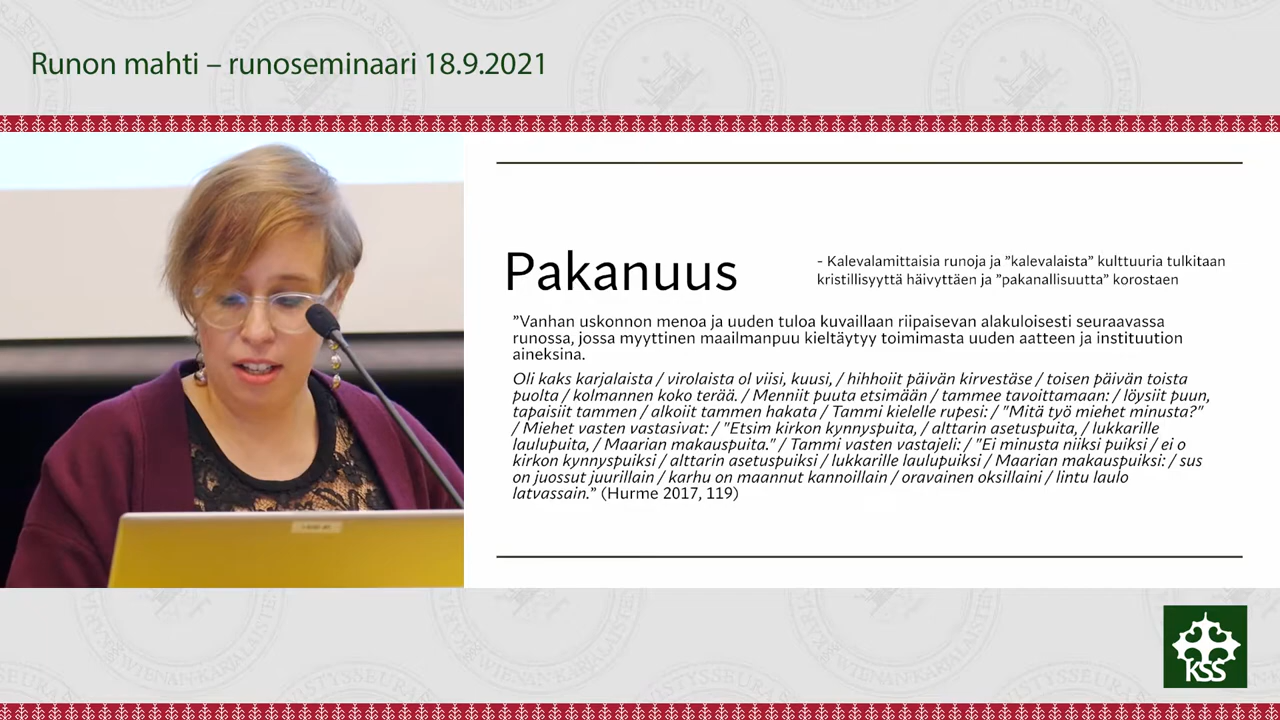 Runon mahti – runoseminaari 18.9.2021
Pakanuus
- Kalevalamittaisia runoja ja ”kalevalaista” kulttuuria tulkitaan
kristillisyyttä häivyttäen ja ”pakanallisuutta” korostaen
”Vanhan uskonnon menoa ja uuden tuloa kuvaillaan riipaisevan alakuloisesti seuraavassa
runossa, jossa myyttinen maailmanpuu kieltäytyy toimimasta uuden aatteen ja instituution
aineksina.
Oli kaks karjalaista / virolaista ol viisi, kuusi, / hihhoiit päivän kirvestäse / toisen päivän toista
puolta / kolmannen koko terää. / Menniit puuta etsimään / tammee tavoittamaan: / löysiit puun,
tapaisiit tammen / alkoiit tammen hakata / Tammi kielelle rupesi: / "Mitä työ miehet minusta?"
/ Miehet vasten vastasivat: / "Etsim kirkon kynnyspuita, / alttarin asetuspuita, / lukkarille
laulupuita, / Maarian makauspuita." / Tammi vasten vastajeli: / "Ei minusta niiksi puiksi / ei o
kirkon kynnyspuiksi / alttarin asetuspuiksi / lukkarille laulupuiksi / Maarian makauspuiksi: / sus
on juossut juurillain / karhu on maannut kannoillain / oravainen oksillaini / lintu laulo
latvassain.” (Hurme 2017, 119)
KSS